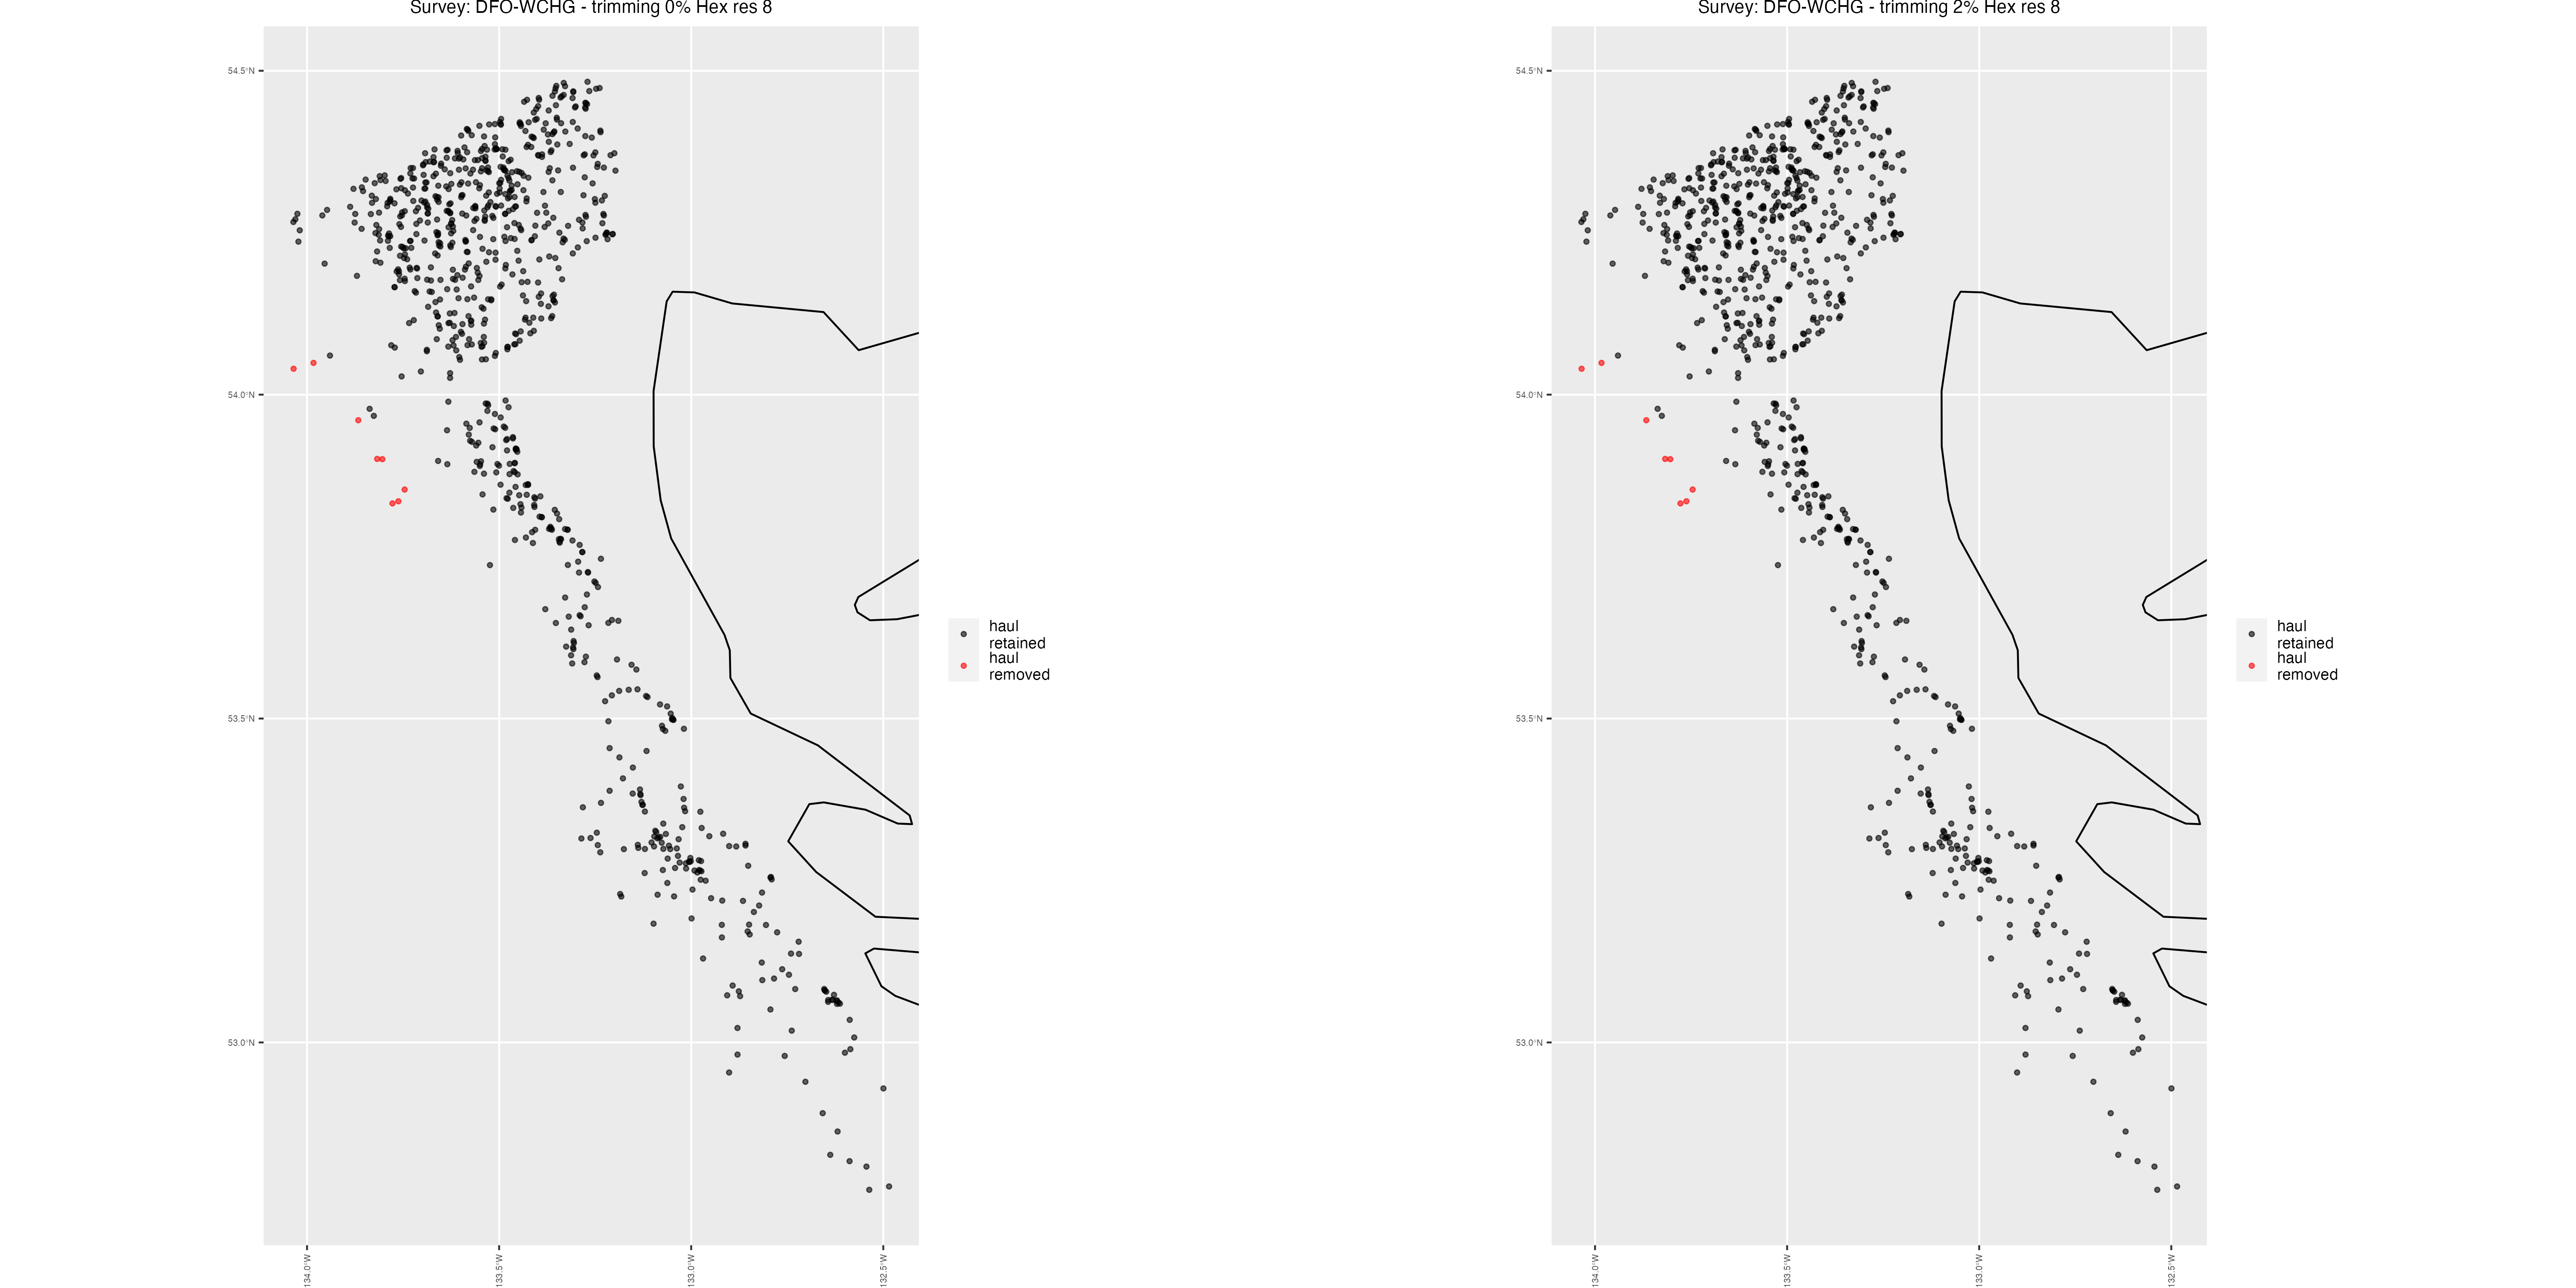 Survey: DFO-WCHG - trimming 0% Hex res 8
54.5°N
54.0°N
53.5°N
53.0°N
134.0°W
133.5°W
133.0°W
132.5°W
haul
retained
haul
removed
Survey: DFO-WCHG - trimming 2% Hex res 8
54.5°N
54.0°N
53.5°N
53.0°N
134.0°W
133.5°W
133.0°W
132.5°W
haul
retained
haul
removed